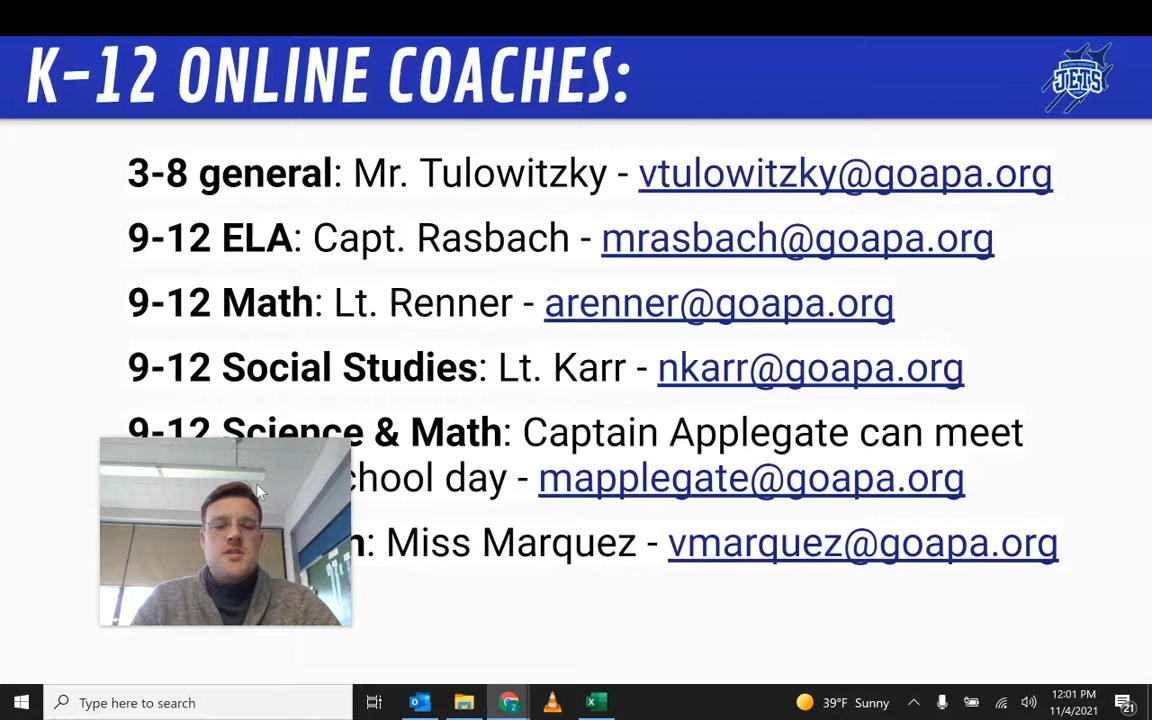 K-12 ONLINE COACHES:
JETS
3-8 general: Mr. Tulowitzky - vtulowitzky@goapa.org
9-12 ELA: Capt. Rasbach - mrasbach@goapa.org
9-12 Math: Lt. Renner - arenner@goapa.org
9-12 Social Studies: Lt. Karr - nkarr@goapa.org
9-12 Science & Math: Captain Applegate can meet
chool day - mapplegate@goapa.org
: Miss Marquez - vmarquez@goapa.org
Type here to search
39°F Sunny
12:01 PM
11/4/2021
21